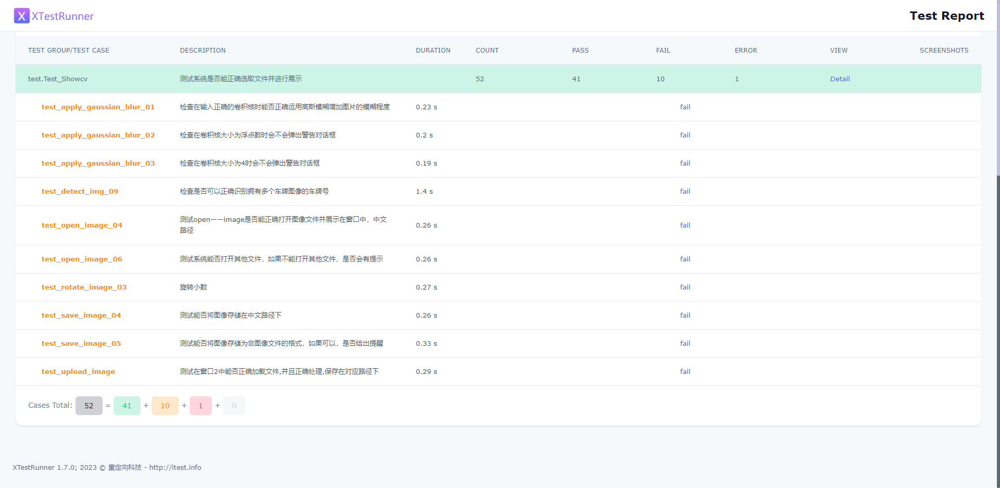 X XTestRunner Test Report
TEST GROUP/TEST CASE DESCRIPTION DURATION COUNT PASS FAIL ERROR VIEW SCREENSHOTS
test.Test_Showcv 测试系统是否能正确选取文件并进行展示 52 41 10 1 Detail
test_apply_gaussian_blur_01 检查在输入正确的卷积核时能否正确运用高斯模糊增加图片的模糊程度 0.23 s fail
test_apply_gaussian_blur_02 检查在卷积核大小为浮点数时会不会弹出警告对话框 0.2 s fail
test_apply_gaussian_blur_03 检查在卷积核大小为4时会不会弹出警告对话框 0.19 s fail
test_detect_img_09 检查是否可以正确识别拥有多个车牌图像的车牌号 1.4 s fail
test_open_image_04 测试open——image是否能正确打开图像文件并展示在窗口中，中文 0.26 s fail
路径
test_open_image_06 测试系统能否打开其他文件，如果不能打开其他文件，是否会有提示 0.26 s fail
test_rotate_image_03 旋转小数 0.27 s fail
test_save_image_04 测试能否将图像存储在中文路径下 0.26 s fail
test_save_image_05 测试能否将图像存储为非图像文件的格式，如果可以，是否给出提醒 0.33 s fail
test_upload_image 测试在窗口2中能否正确加载文件,并且正确处理,保存在对应路径下 0.29 s fail
Cases Total: 52 = 41 + 10 + 1 + 0
XTestRunner 1.7.0; 2023 © 重定向科技 - http://itest.info